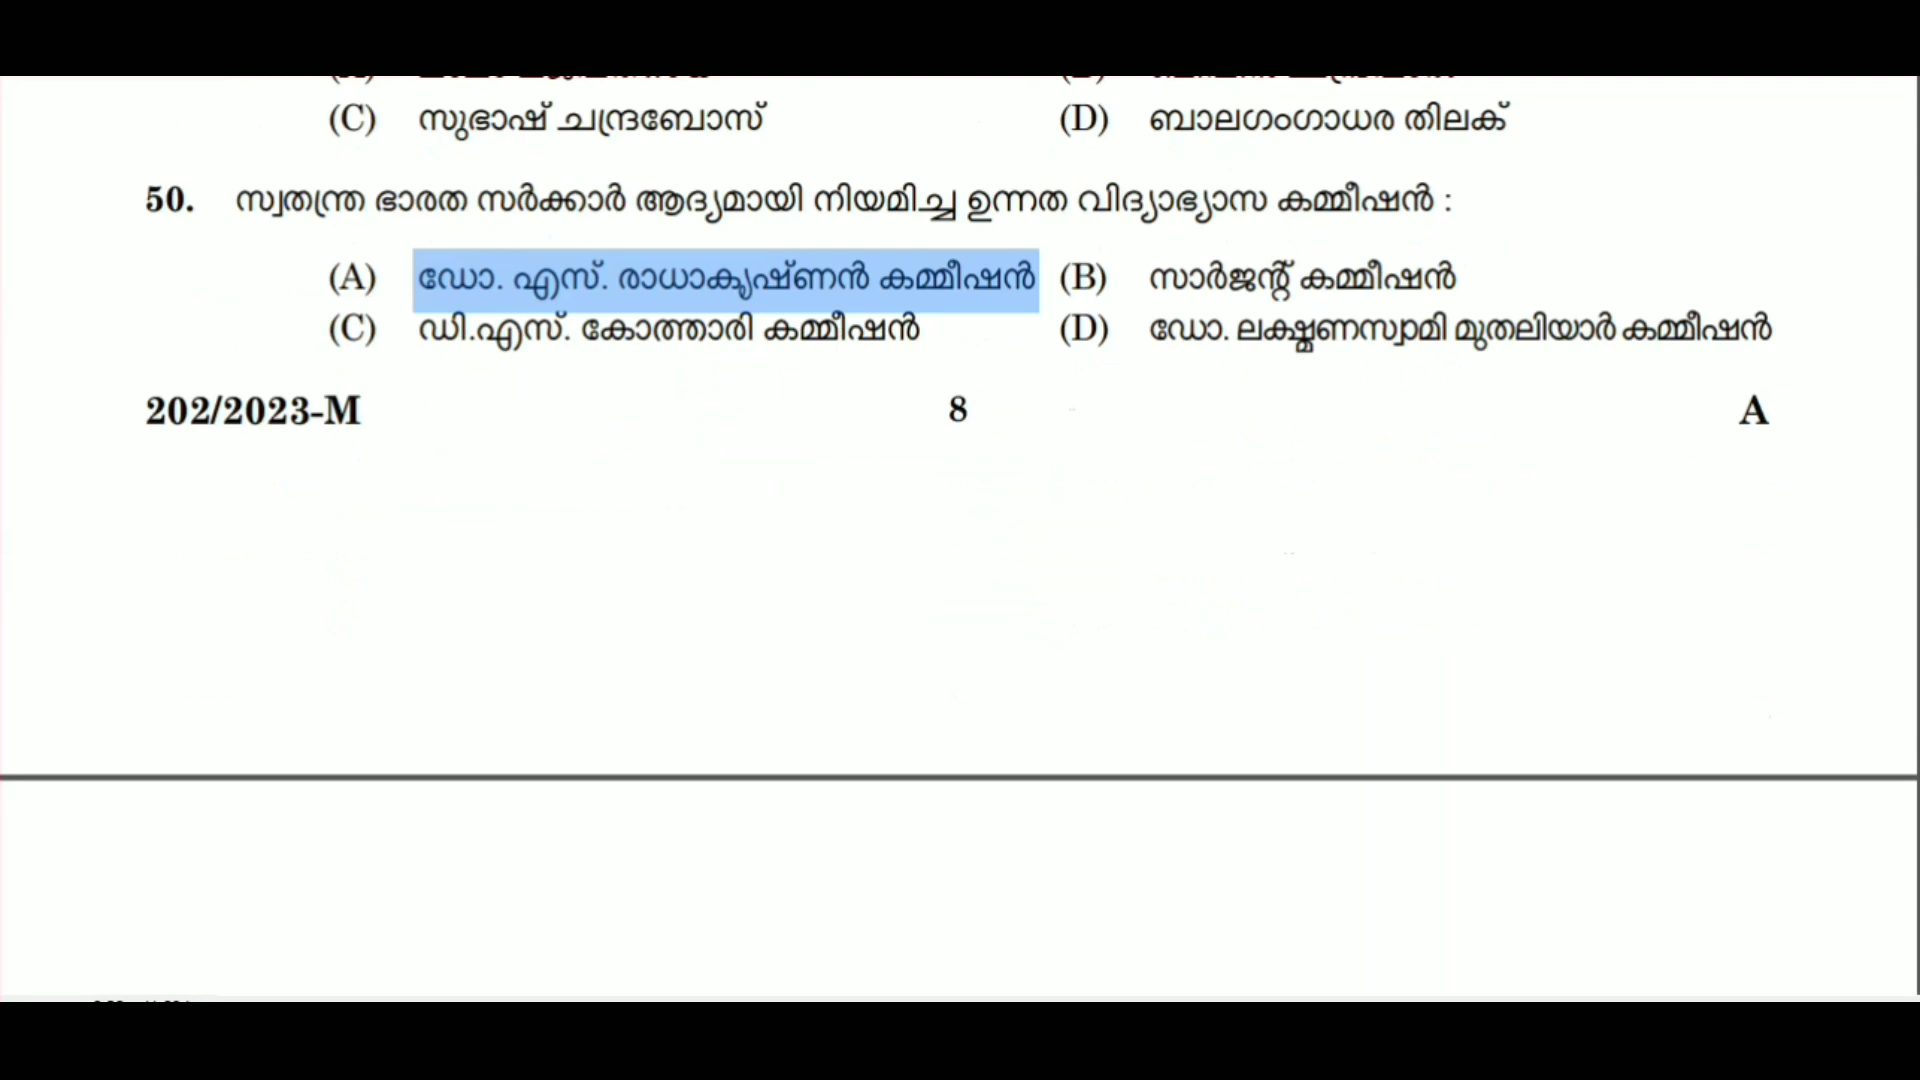 (C) സുഭാഷ് ചന്ദ്രബോസ് (D) ബാലഗംഗാധര തിലക്
50. സ്വതന്ത്ര ഭാരത സർക്കാർ ആദ്യമായി നിയമിച്ച ഉന്നത വിദ്യാഭ്യാസ കമ്മീഷൻ :
(A) ഡോ. എസ്. രാധാകൃഷ്ണൻ കമ്മീഷൻ (B) സാർജന്റ് കമ്മീഷൻ
(C) ഡി.എസ്. കോത്താരി കമ്മീഷൻ (D) ഡോ. ലക്ഷ്മണസ്വാമി മുതലിയാർ കമ്മീഷൻ
202/2023-M 8 A